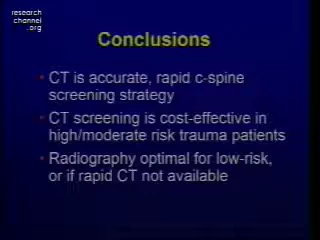 research
channel
.org
Conclusions
• CT is accurate, rapid c-spine
screening strategy
• CT screening is cost-effective in
high/moderate risk trauma patients
• Radiography optimal for low-risk,
or if rapid CT not available